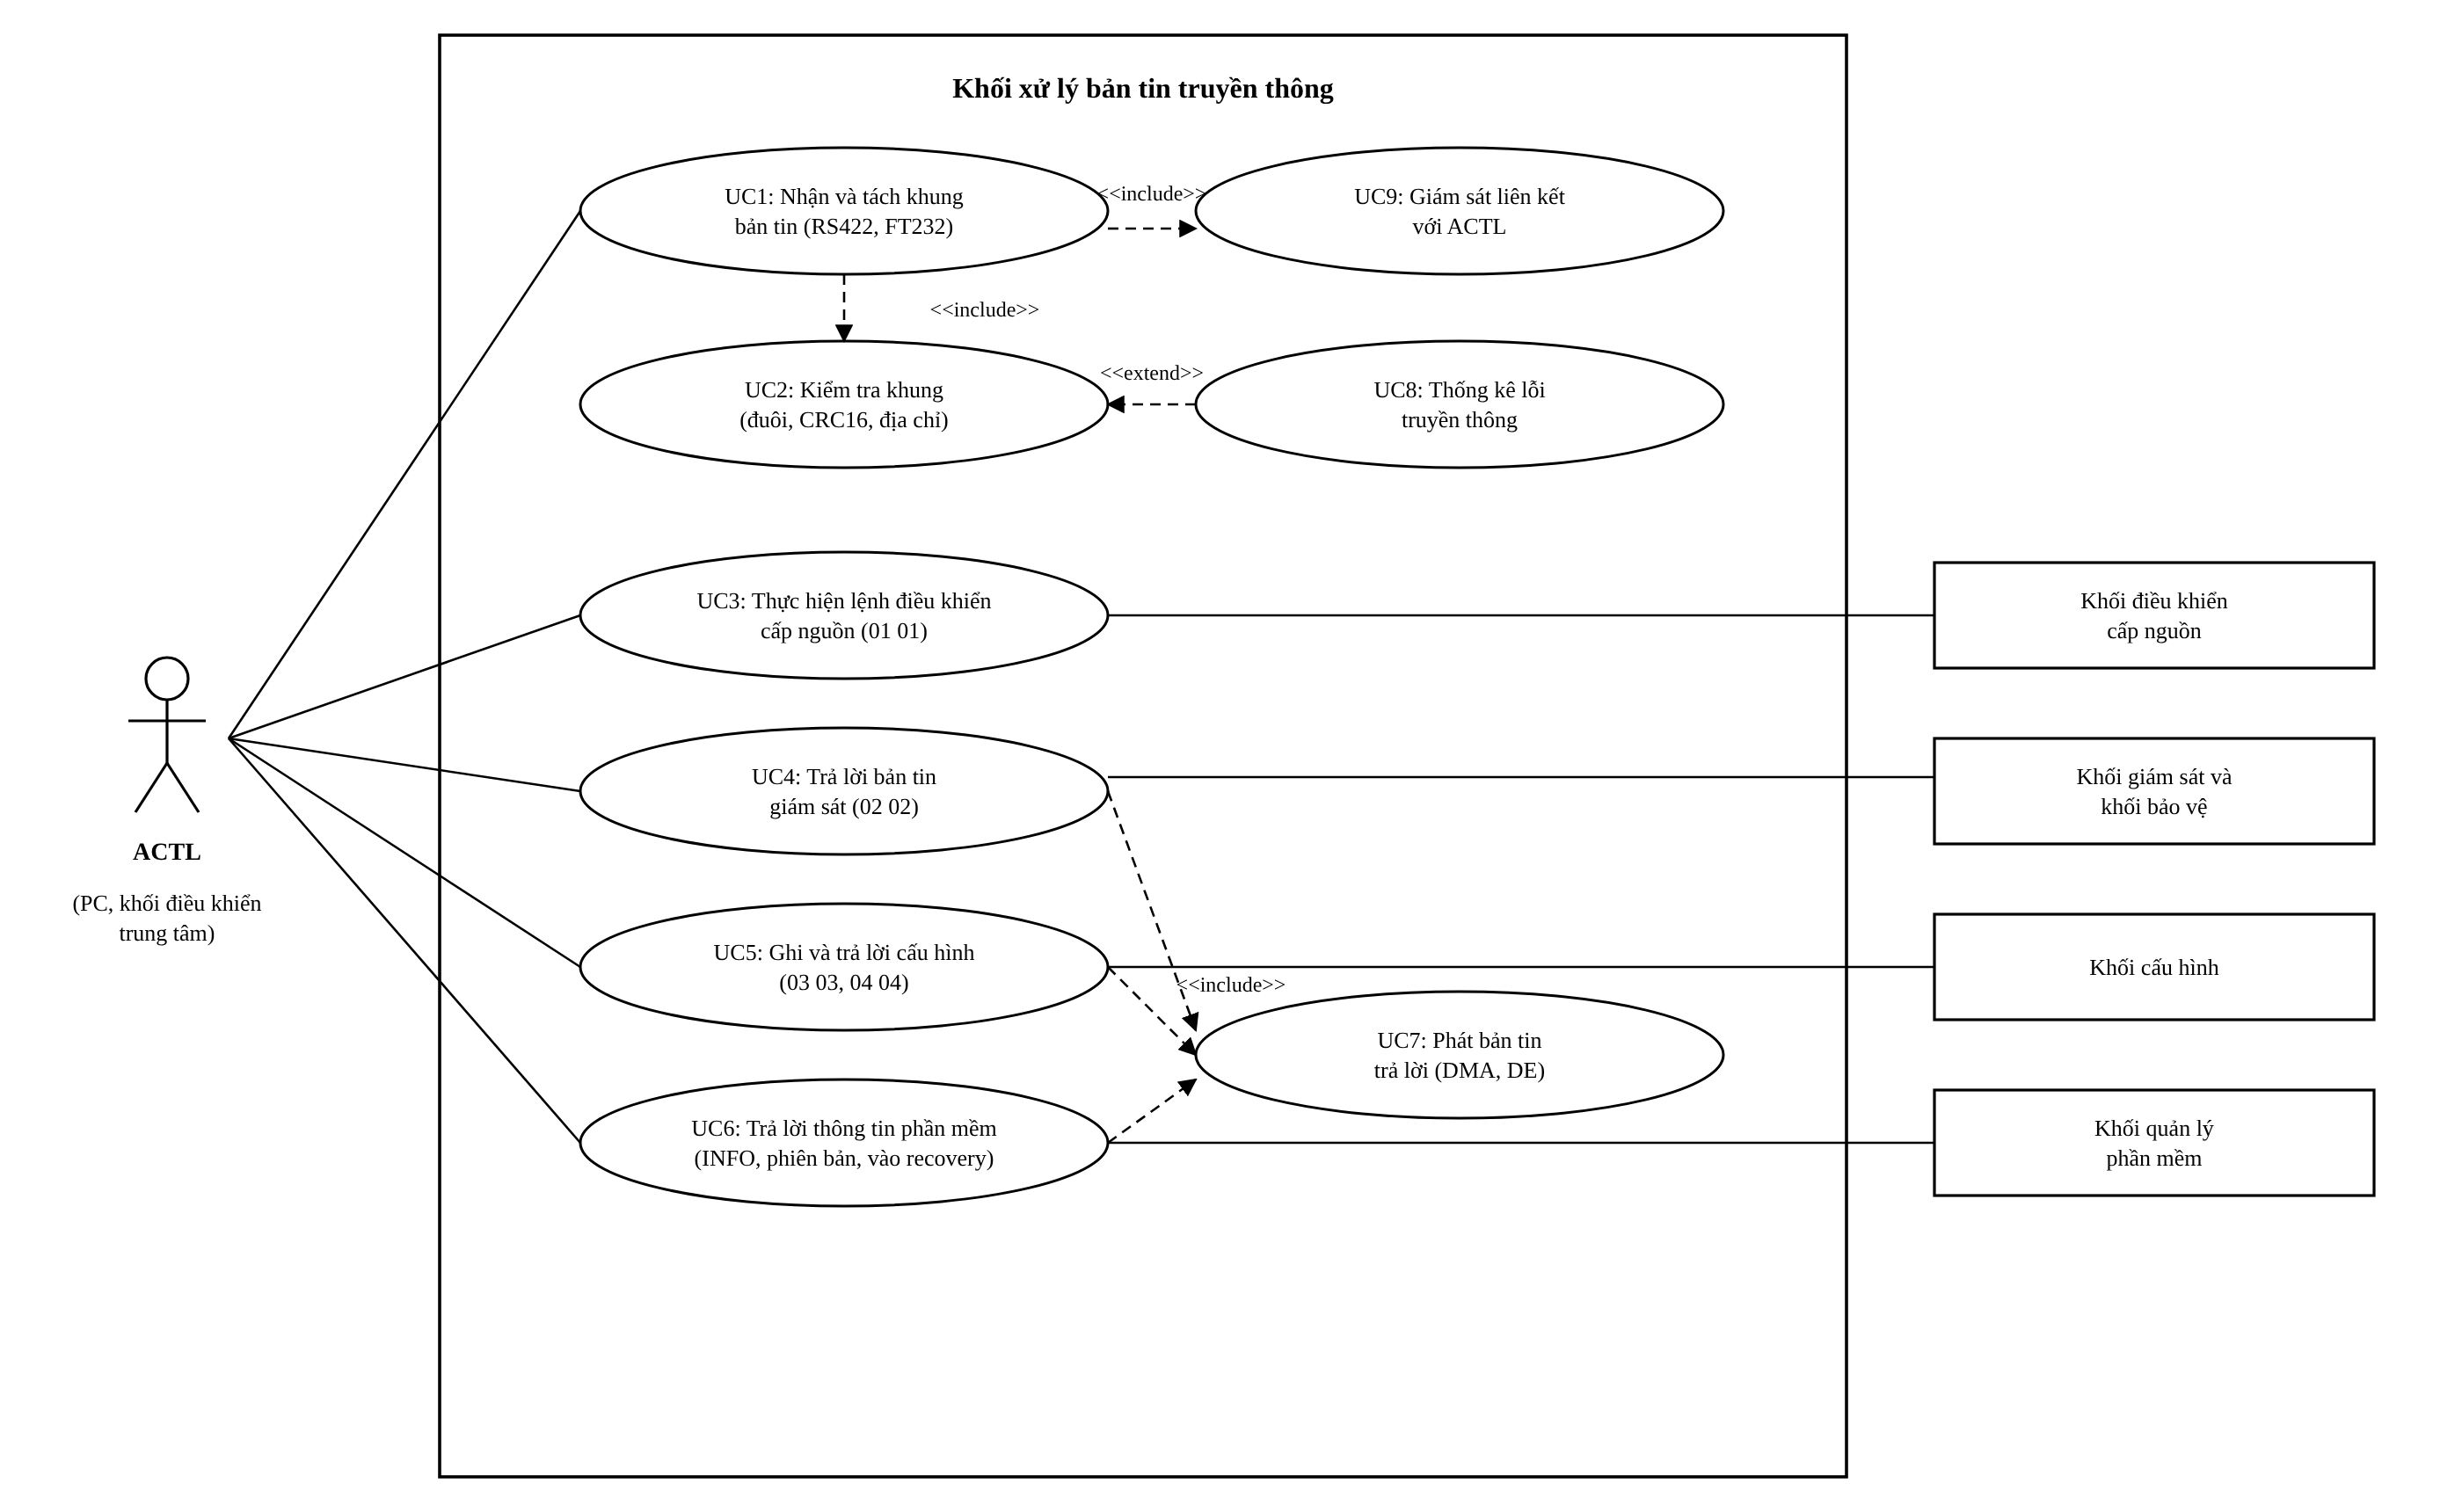 Khối xử lý bản tin truyền thông
UC1: Nhận và tách khung
bản tin (RS422, FT232)
<<include>>
UC9: Giám sát liên kết
với ACTL
<<include>>
UC2: Kiểm tra khung
(đuôi, CRC16, địa chỉ)
<<extend>>
UC8: Thống kê lỗi
truyền thông
UC3: Thực hiện lệnh điều khiển
cấp nguồn (01 01)
Khối điều khiển
cấp nguồn
UC4: Trả lời bản tin
giám sát (02 02)
Khối giám sát và
khối bảo vệ
ACTL
(PC, khối điều khiển
trung tâm)
UC5: Ghi và trả lời cấu hình
(03 03, 04 04)
<<include>>
Khối cấu hình
UC7: Phát bản tin
trả lời (DMA, DE)
UC6: Trả lời thông tin phần mềm
(INFO, phiên bản, vào recovery)
Khối quản lý
phần mềm